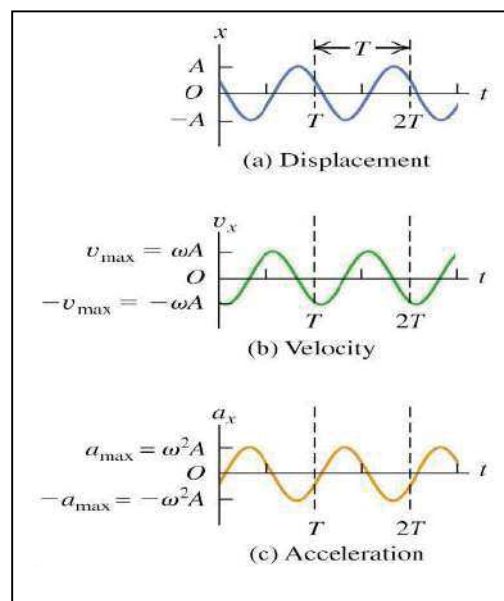 x
T
A
O
t
−A
T
2T
(a) Displacement
v_x
v_max = ωA
O
t
−v_max = −ωA
T
2T
(b) Velocity
a_x
a_max = ω²A
O
t
−a_max = −ω²A
T
2T
(c) Acceleration